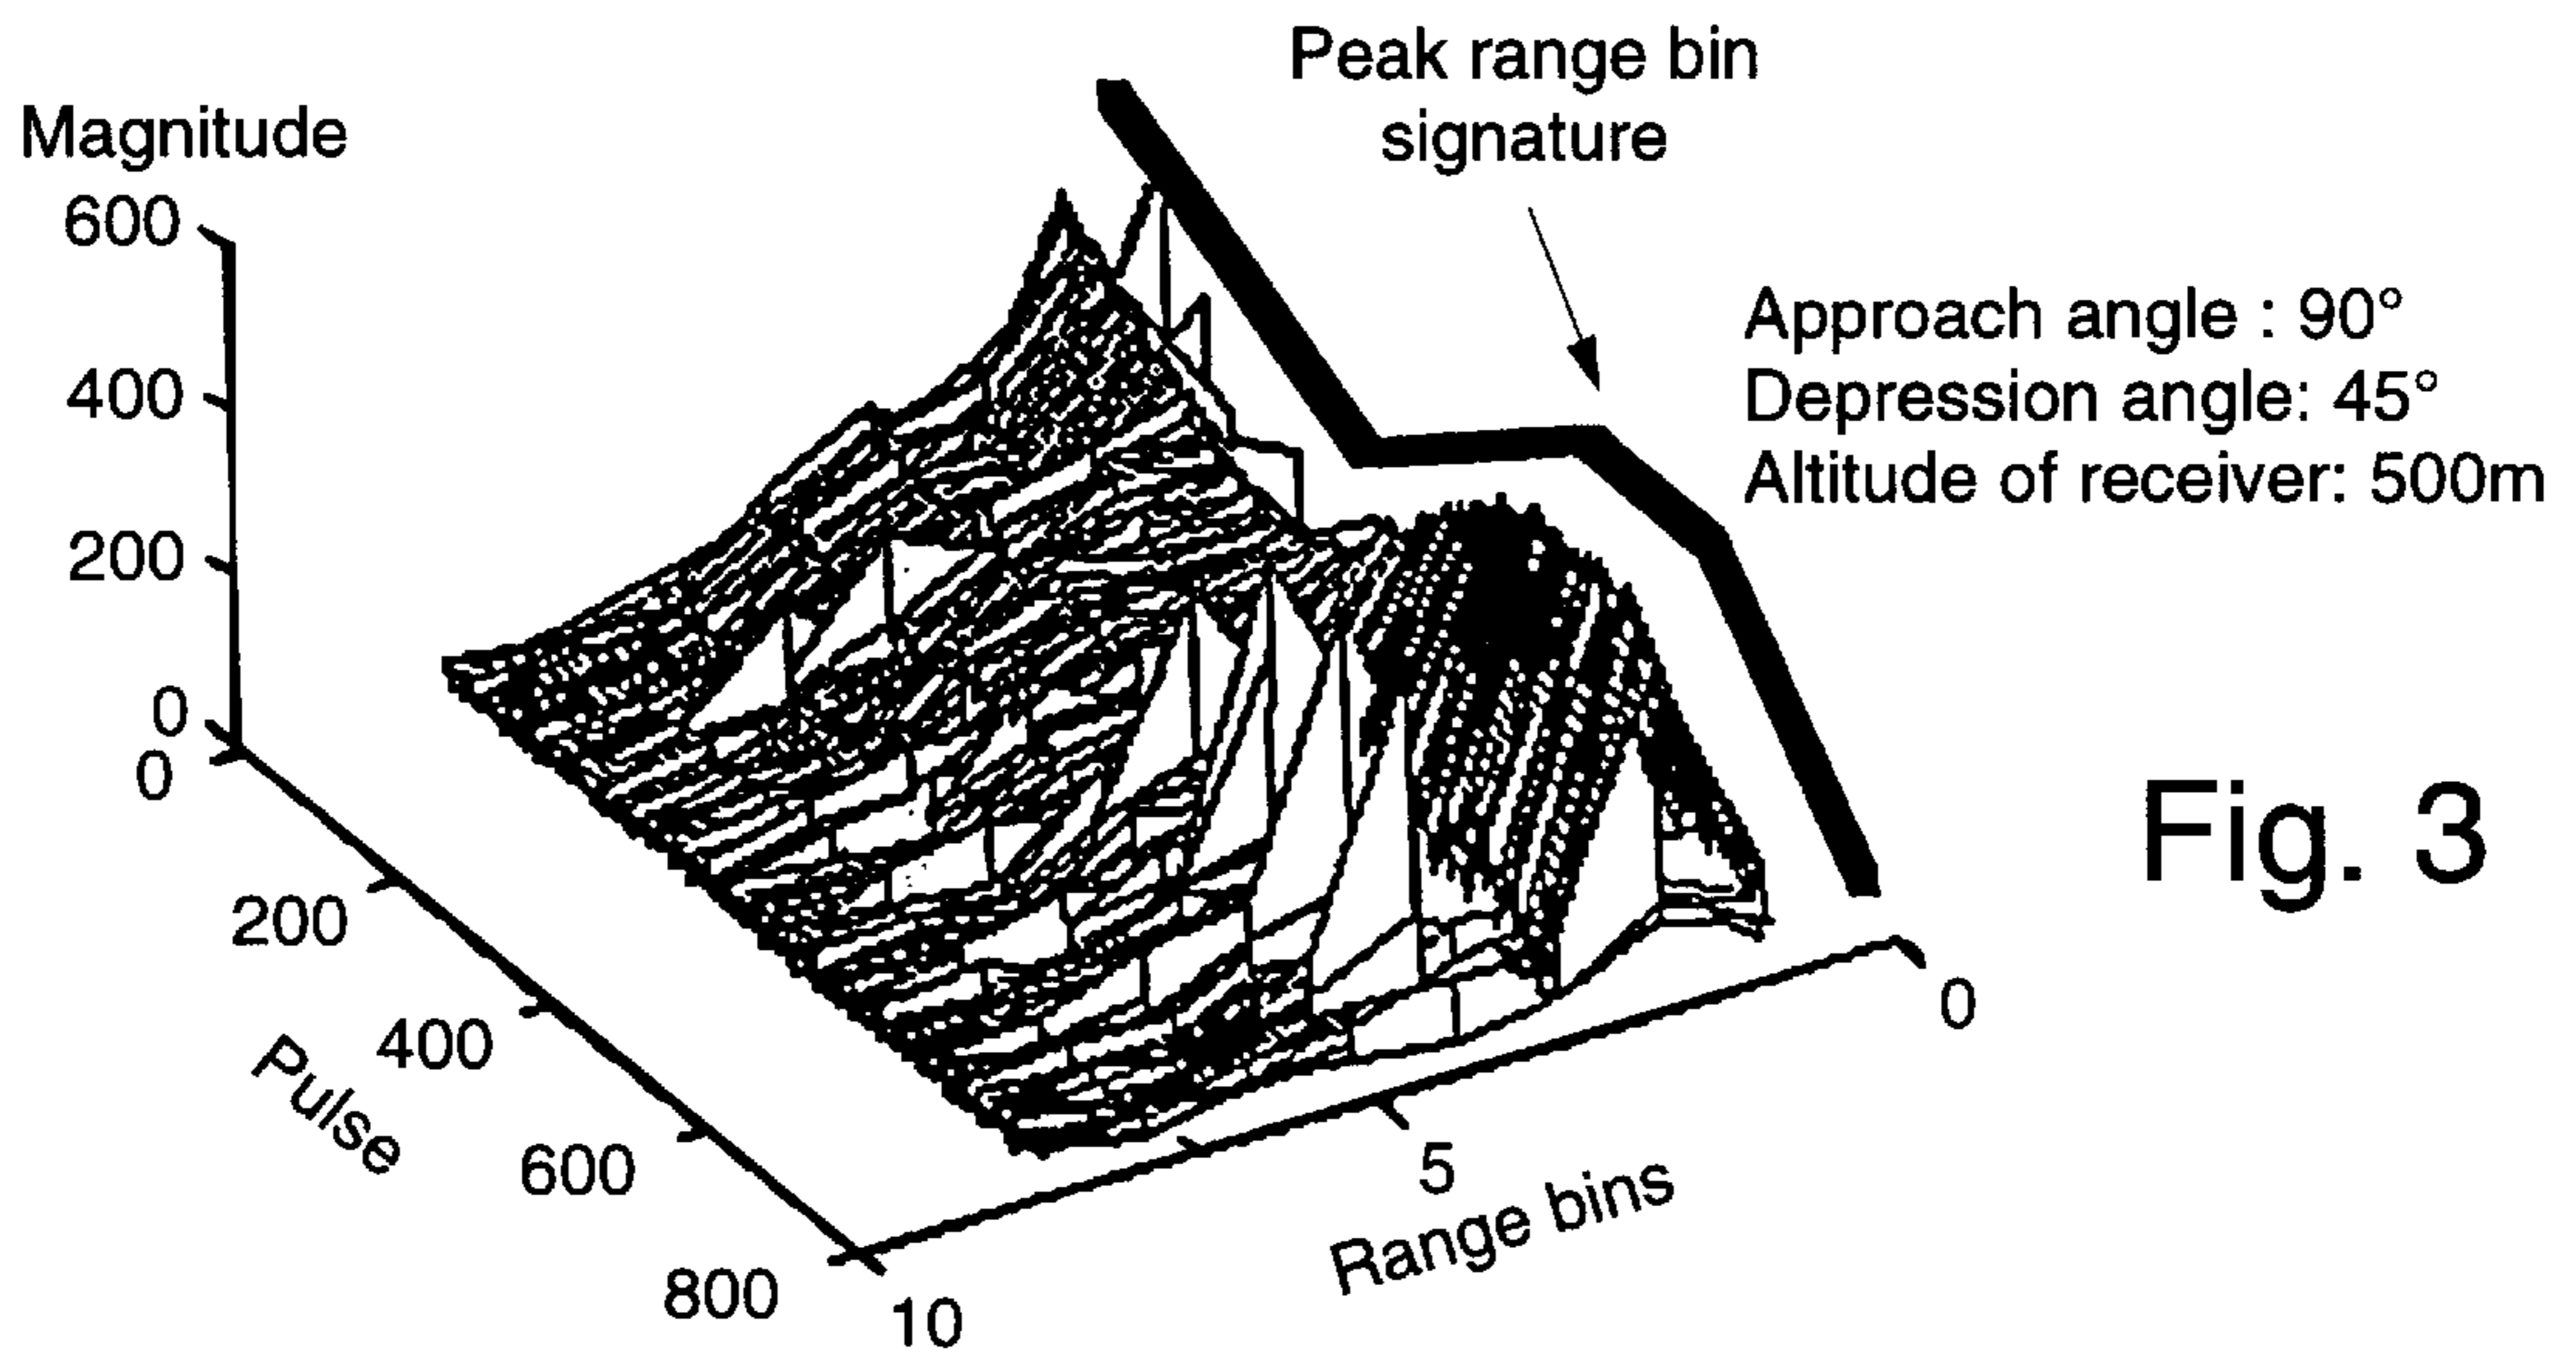 Peak range bin
signature
Magnitude
600
400
200
0
0
200
400
600
800
Pulse
10
5
0
Range bins
Approach angle : 90°
Depression angle: 45°
Altitude of receiver: 500m
Fig. 3